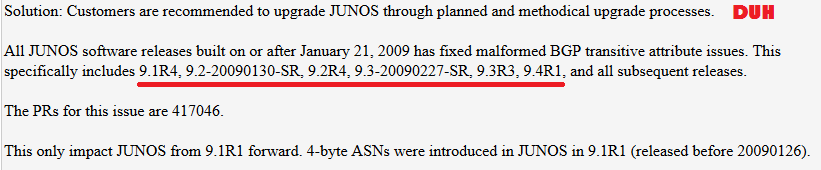 Solution: Customers are recommended to upgrade JUNOS through planned and methodical upgrade processes. DUH
All JUNOS software releases built on or after January 21, 2009 has fixed malformed BGP transitive attribute issues. This
specifically includes 9.1R4, 9.2-20090130-SR, 9.2R4, 9.3-20090227-SR, 9.3R3, 9.4R1, and all subsequent releases.
The PRs for this issue are 417046.
This only impact JUNOS from 9.1R1 forward. 4-byte ASNs were introduced in JUNOS in 9.1R1 (released before 20090126).